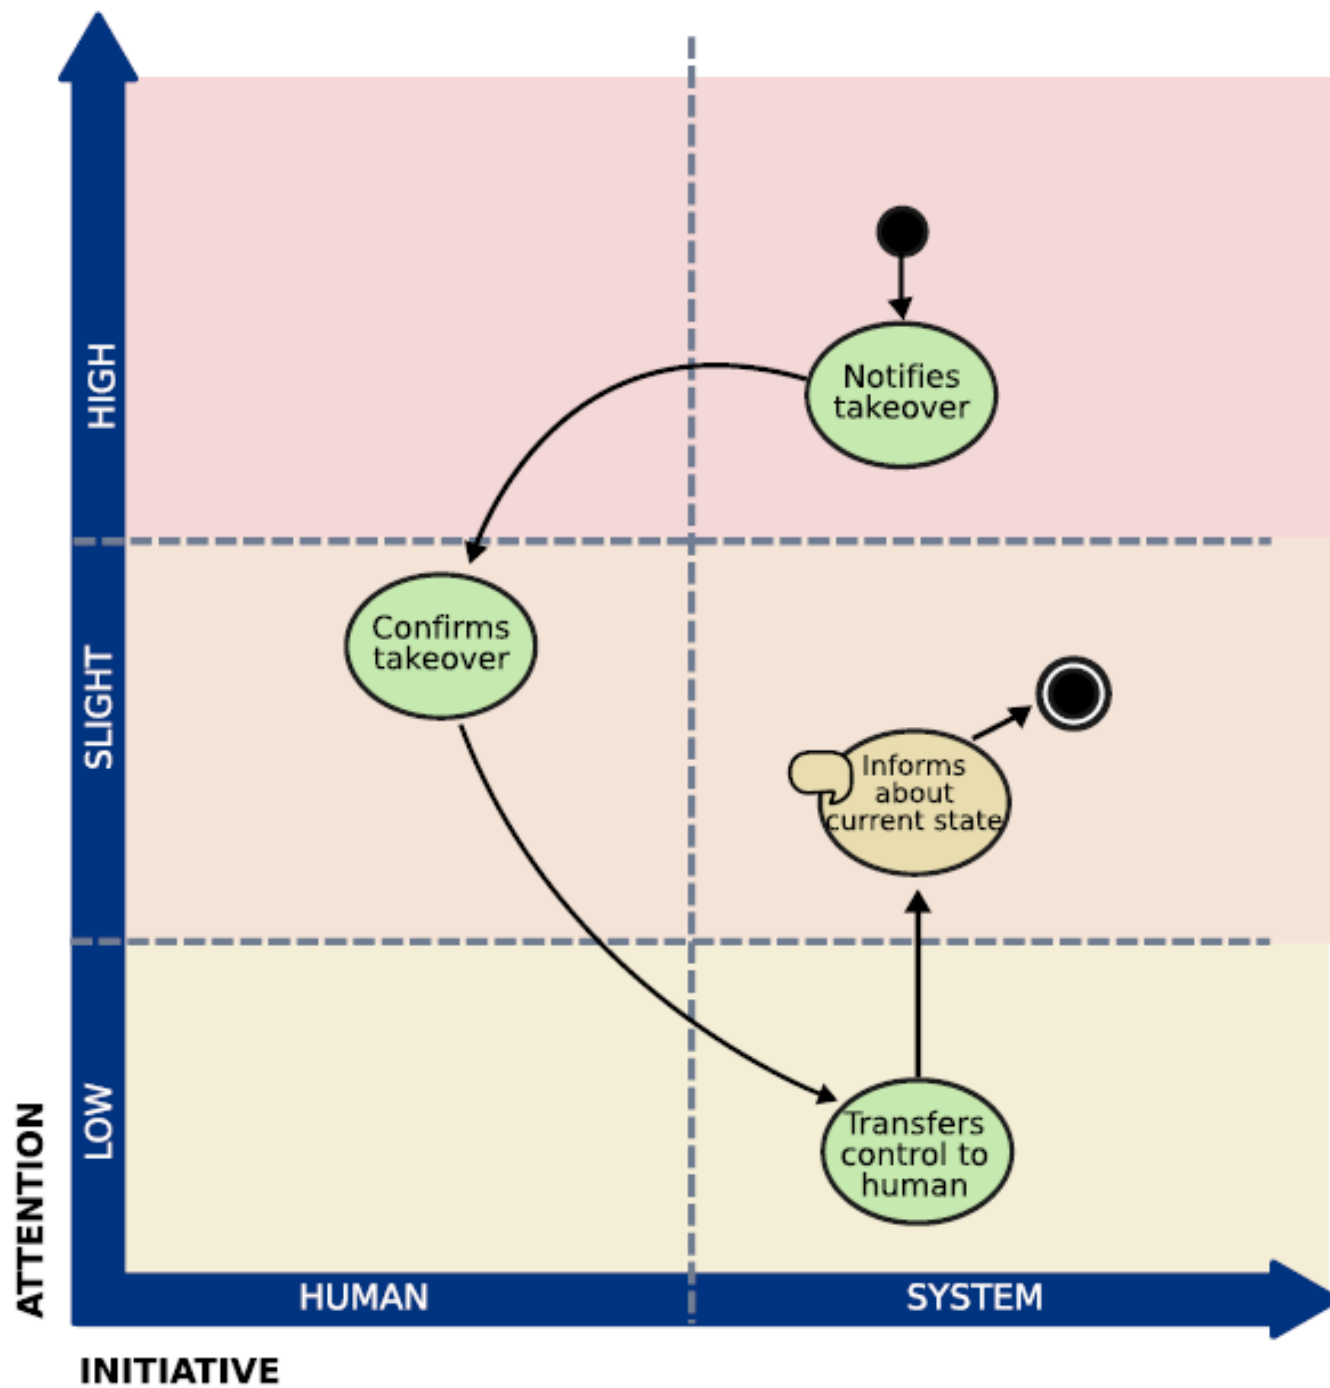 HIGH
Notifies
takeover
SLIGHT
Confirms
takeover
Informs
about
current state
LOW
Transfers
control to
human
ATTENTION
HUMAN
SYSTEM
INITIATIVE